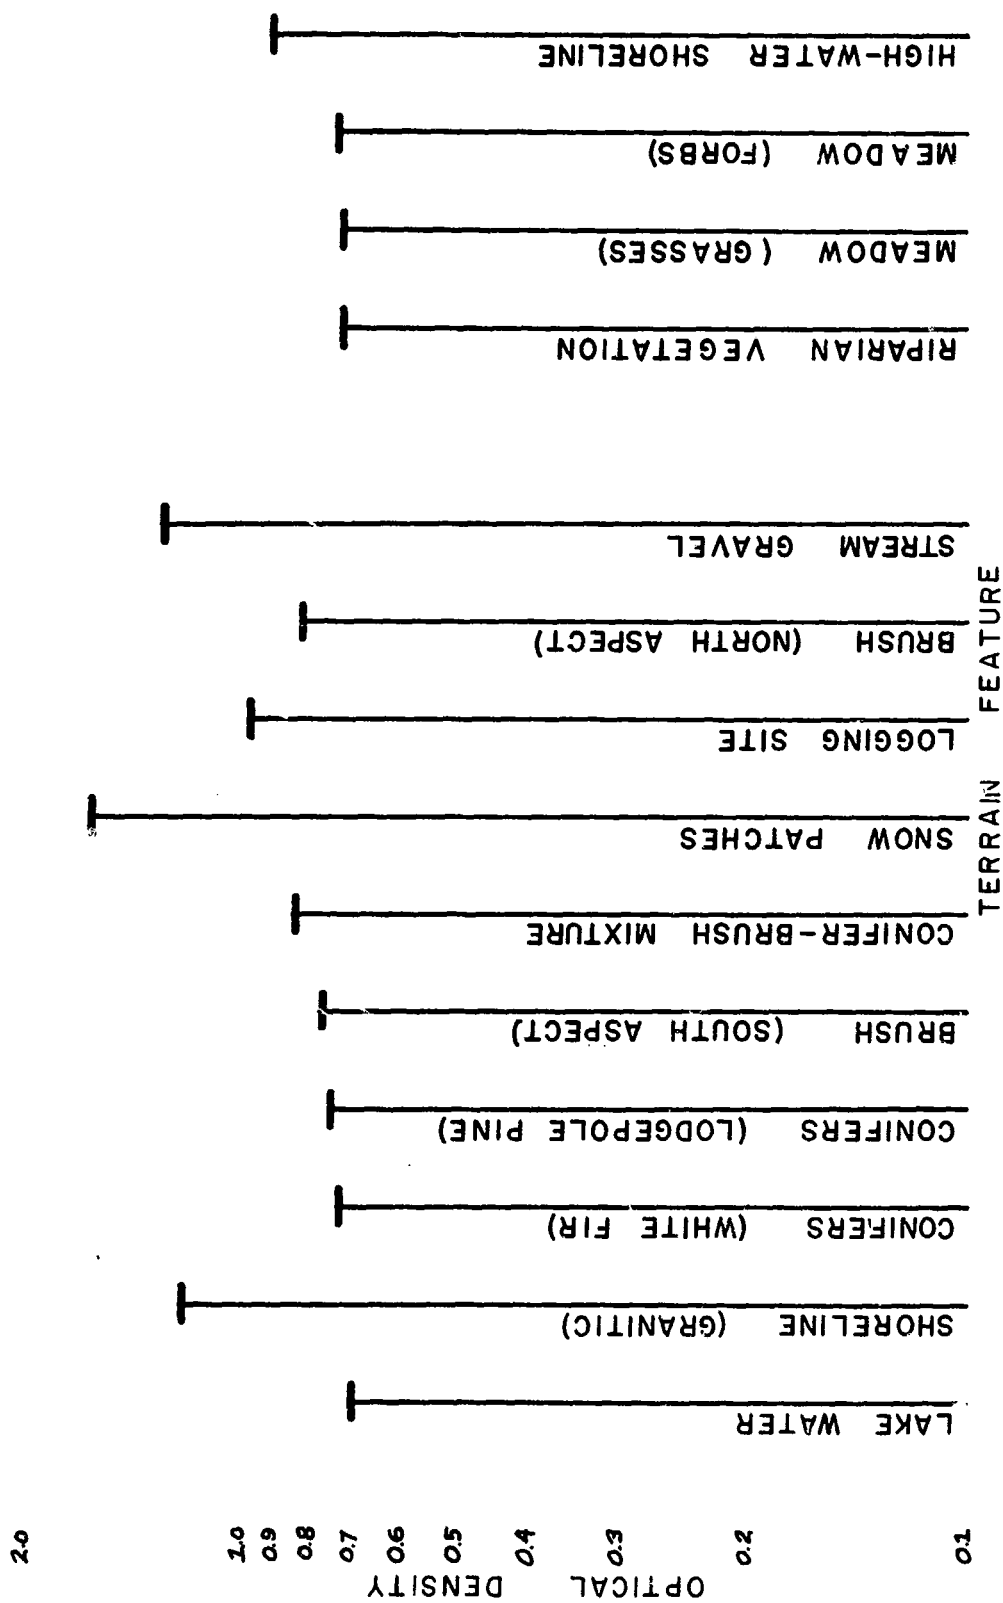 HIGH-WATER SHORELINE
MEADOW (FORBS)
MEADOW (GRASSES)
RIPARIAN VEGETATION
STREAM GRAVEL
BRUSH (NORTH ASPECT)
LOGGING SITE
SNOW PATCHES
CONIFER-BRUSH MIXTURE
BRUSH (SOUTH ASPECT)
CONIFERS (LODGEPOLE PINE)
CONIFERS (WHITE FIR)
SHORELINE (GRANITIC)
LAKE WATER
TERRAIN FEATURE
2.0
1.0
0.9
0.8
0.7
0.6
0.5
0.4
0.3
0.2
0.1
OPTICAL DENSITY